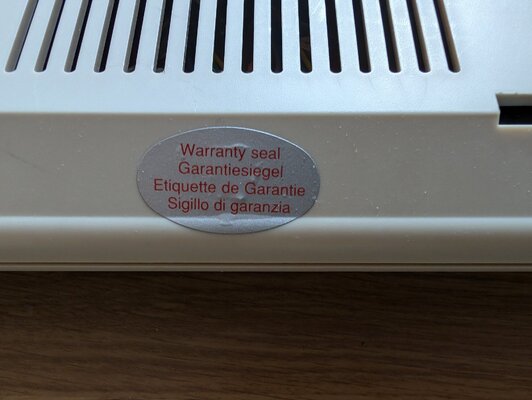 Warranty seal
Garantiesiegel
Etiquette de Garantie
Sigillo di garanzia